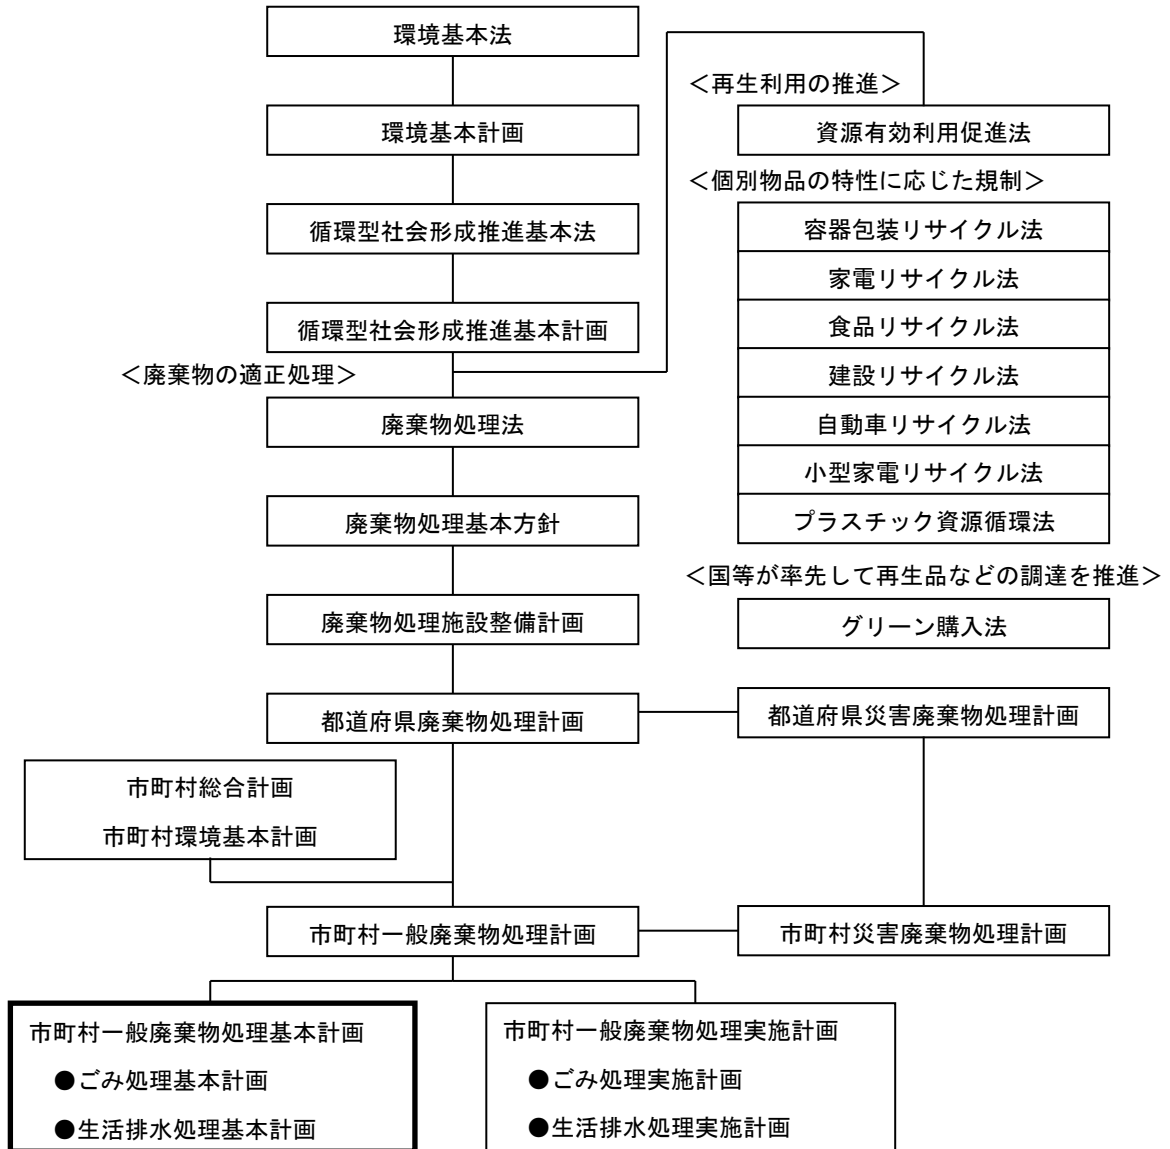 環境基本法
環境基本計画
循環型社会形成推進基本法
循環型社会形成推進基本計画
＜廃棄物の適正処理＞
廃棄物処理法
廃棄物処理基本方針
廃棄物処理施設整備計画
都道府県廃棄物処理計画
＜再生利用の推進＞
資源有効利用促進法
＜個別物品の特性に応じた規制＞
容器包装リサイクル法
家電リサイクル法
食品リサイクル法
建設リサイクル法
自動車リサイクル法
小型家電リサイクル法
プラスチック資源循環法
＜国等が率先して再生品などの調達を推進＞
グリーン購入法
都道府県災害廃棄物処理計画
市町村総合計画
市町村環境基本計画
市町村一般廃棄物処理計画
市町村災害廃棄物処理計画
市町村一般廃棄物処理基本計画
●ごみ処理基本計画
●生活排水処理基本計画
市町村一般廃棄物処理実施計画
●ごみ処理実施計画
●生活排水処理実施計画